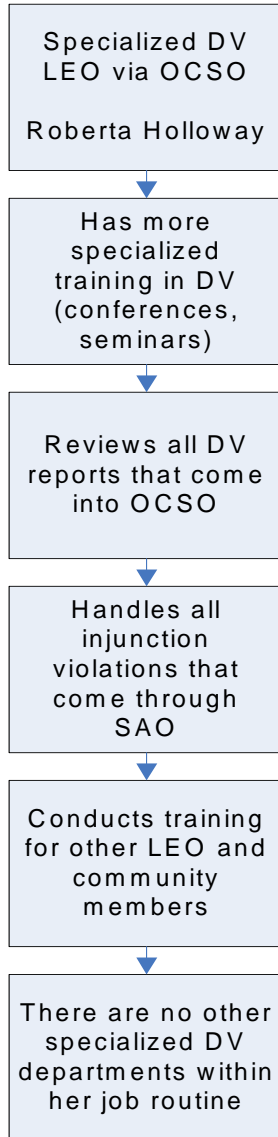 Specialized DV
LEO via OCSO
Roberta Holloway
Has more
specialized
training in DV
(conferences,
seminars)
Reviews all DV
reports that come
into OCSO
Handles all
injunction
violations that
come through
SAO
Conducts training
for other LEO and
community
members
There are no other
specialized DV
departments within
her job routine